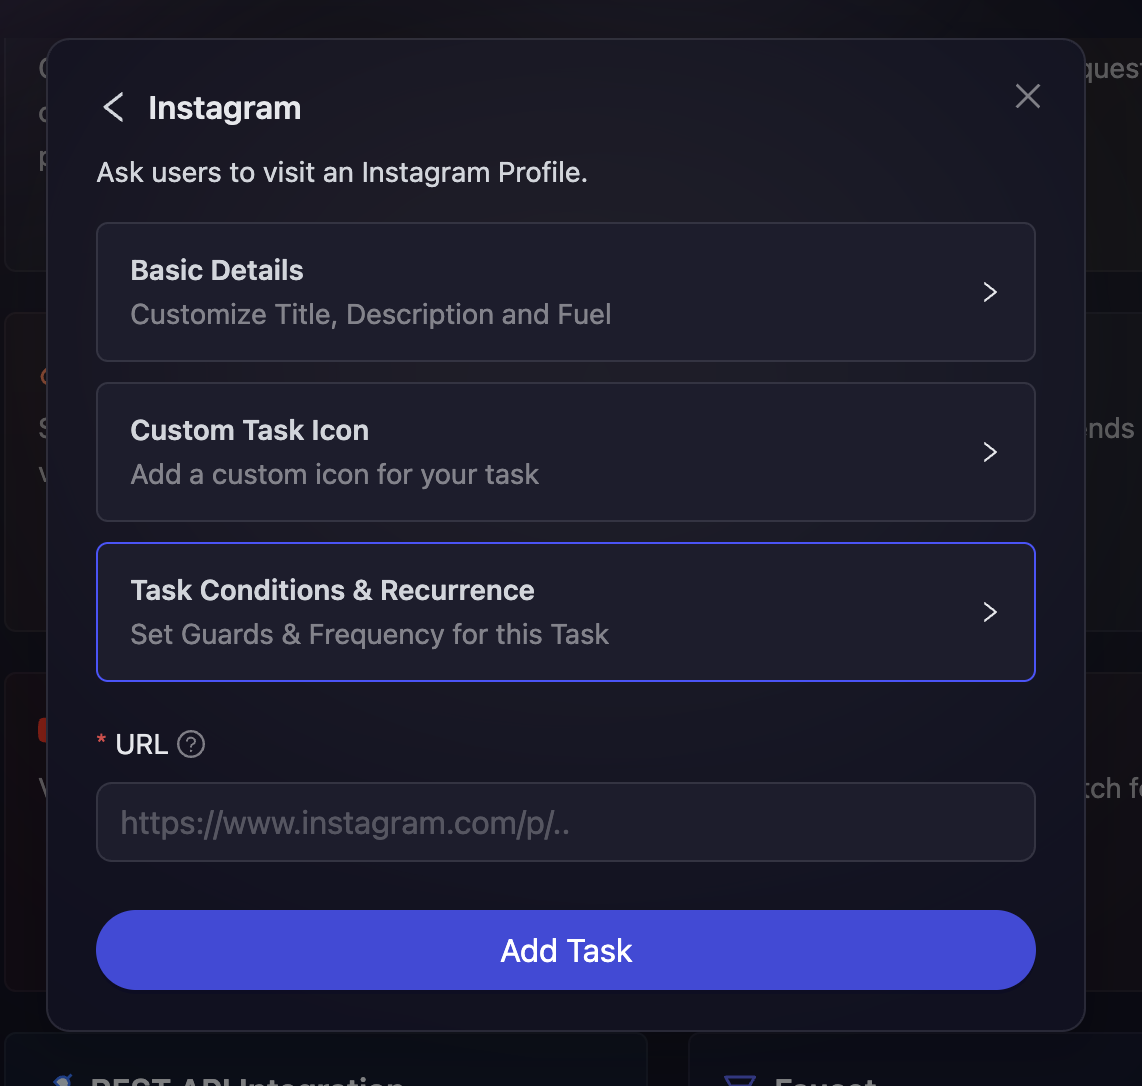 Instagram
Ask users to visit an Instagram Profile.
Basic Details
Customize Title, Description and Fuel
Custom Task Icon
Add a custom icon for your task
Task Conditions & Recurrence
Set Guards & Frequency for this Task
* URL ?
https://www.instagram.com/p/..
Add Task
REST API Integration
Faucet